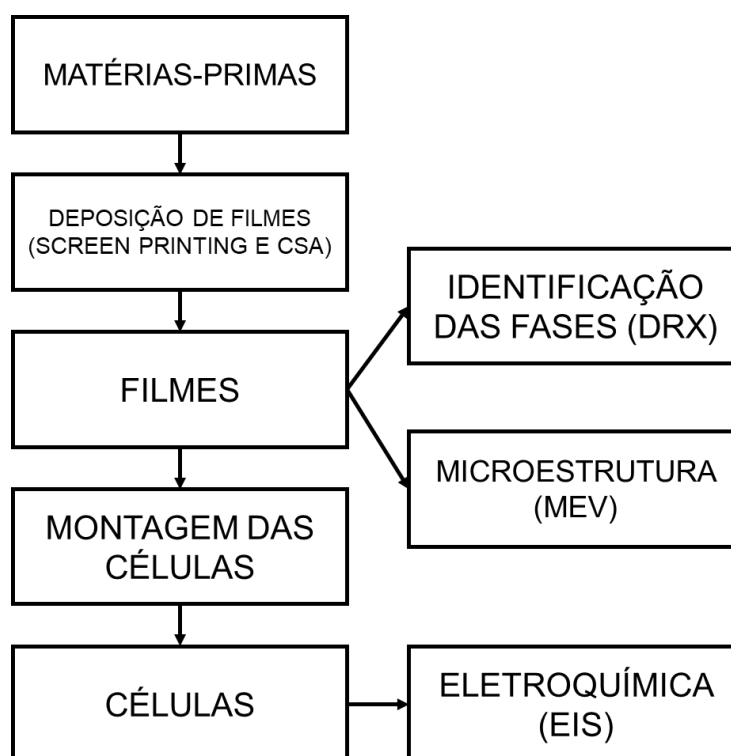 MATÉRIAS-PRIMAS
DEPOSIÇÃO DE FILMES
(SCREEN PRINTING E CSA)
FILMES
IDENTIFICAÇÃO
DAS FASES (DRX)
MICROESTRUTURA
(MEV)
MONTAGEM DAS
CÉLULAS
CÉLULAS
ELETROQUÍMICA
(EIS)